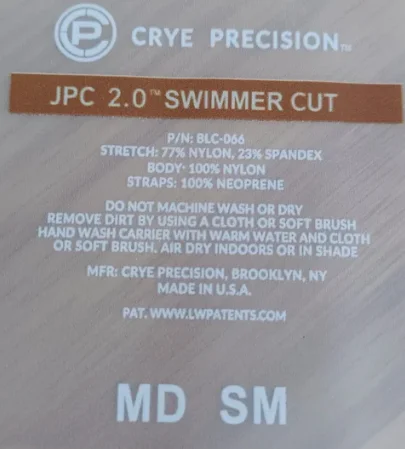 CP
CRYE PRECISION™
JPC 2.0™ SWIMMER CUT
P/N: BLC-066
STRETCH: 77% NYLON, 23% SPANDEX
BODY: 100% NYLON
STRAPS: 100% NEOPRENE
DO NOT MACHINE WASH OR DRY
REMOVE DIRT BY USING A CLOTH OR SOFT BRUSH
HAND WASH CARRIER WITH WARM WATER AND CLOTH
OR SOFT BRUSH. AIR DRY INDOORS OR IN SHADE
MFR: CRYE PRECISION, BROOKLYN, NY
MADE IN U.S.A.
PAT. WWW.LWPATENTS.COM
MD SM